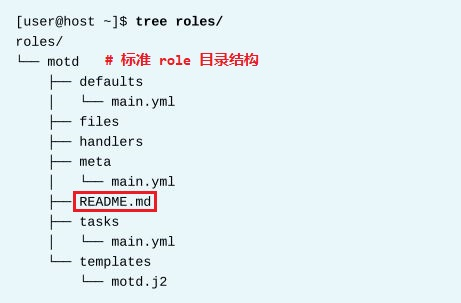 [user@host ~]$ tree roles/
roles/
└── motd # 标准 role 目录结构
    ├── defaults
    │   └── main.yml
    ├── files
    ├── handlers
    ├── meta
    │   └── main.yml
    ├── README.md
    ├── tasks
    │   └── main.yml
    └── templates
        └── motd.j2